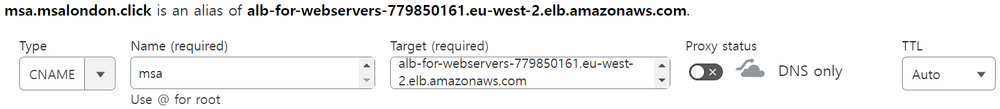 msa.msalondon.click is an alias of alb-for-webservers-779850161.eu-west-2.elb.amazonaws.com.
Type Name (required) Target (required) Proxy status TTL
CNAME msa alb-for-webservers-779850161.eu-west-
2.elb.amazonaws.com DNS only Auto
Use @ for root